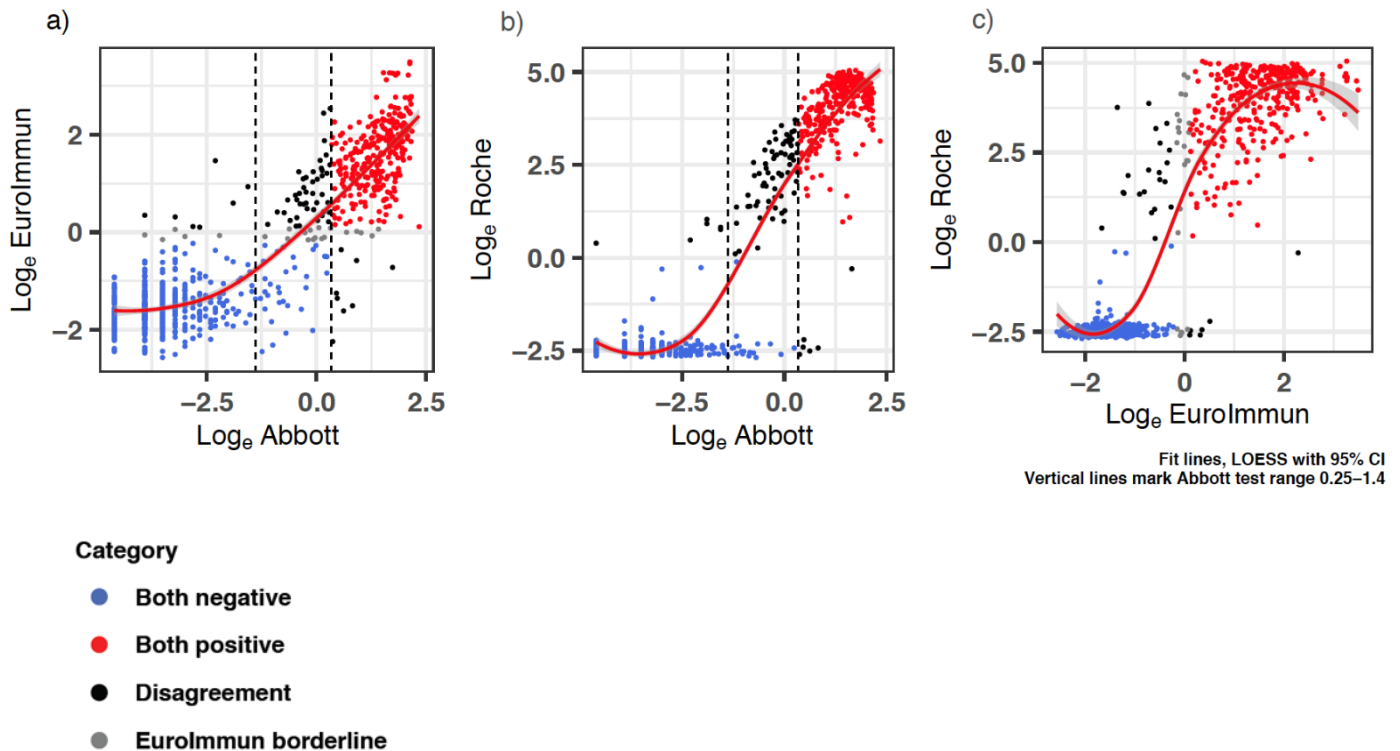 a)
Logₑ EuroImmun
2
0
−2
−2.5
0.0
2.5
Logₑ Abbott
b)
Logₑ Roche
5.0
2.5
0.0
−2.5
−2.5
0.0
2.5
Logₑ Abbott
c)
Logₑ Roche
5.0
2.5
0.0
−2.5
−2
0
2
Logₑ EuroImmun
Fit lines, LOESS with 95% CI
Vertical lines mark Abbott test range 0.25−1.4
Category
Both negative
Both positive
Disagreement
EuroImmun borderline